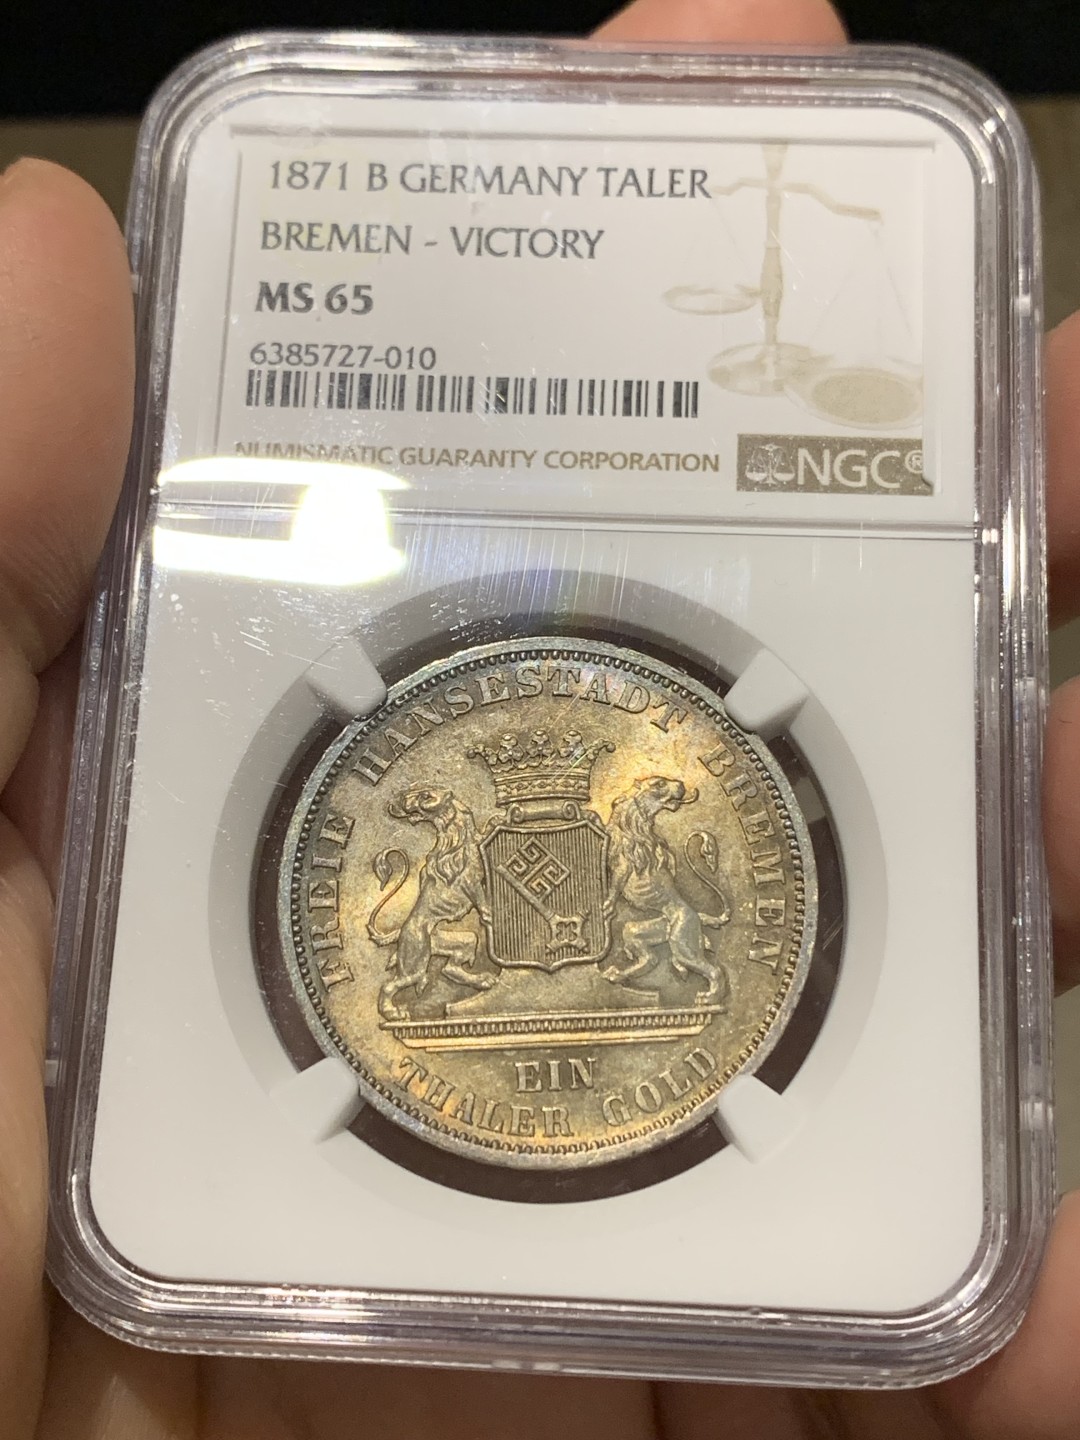 1871 B GERMANY TALER
BREMEN - VICTORY
MS 65
6385727-010
NUMISMATIC GUARANTY CORPORATION
NGC®
FREIE HANSESTADT BREMEN
EIN
THALER GOLD